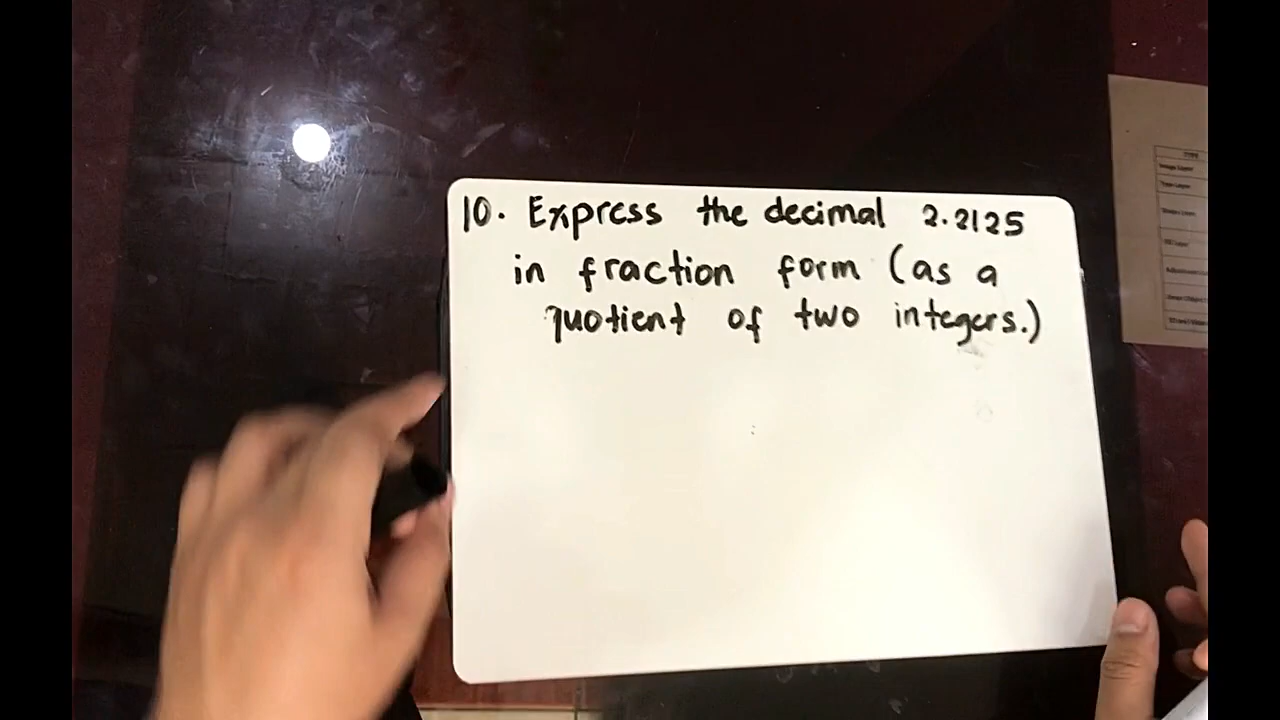 10. Express the decimal 2.2125
in fraction form (as a
quotient of two integers.)